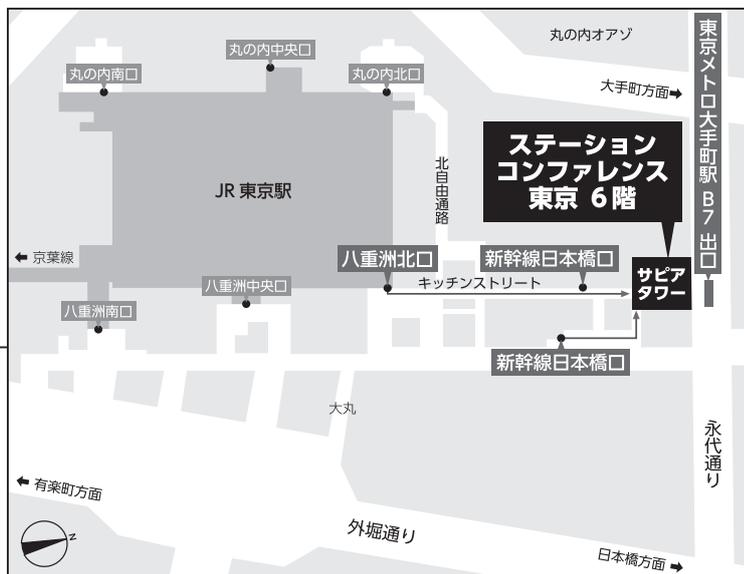 丸の内オアゾ
丸の内中央口
丸の内南口
丸の内北口
大手町方面
東京メトロ大手町駅 B7 出口
ステーション
コンファレンス
東京 6階
北自由通路
JR 東京駅
京葉線
八重洲北口
新幹線日本橋口
サピア
タワー
キッチンストリート
八重洲中央口
八重洲南口
新幹線日本橋口
大丸
永代通り
有楽町方面
外堀通り
日本橋方面
N